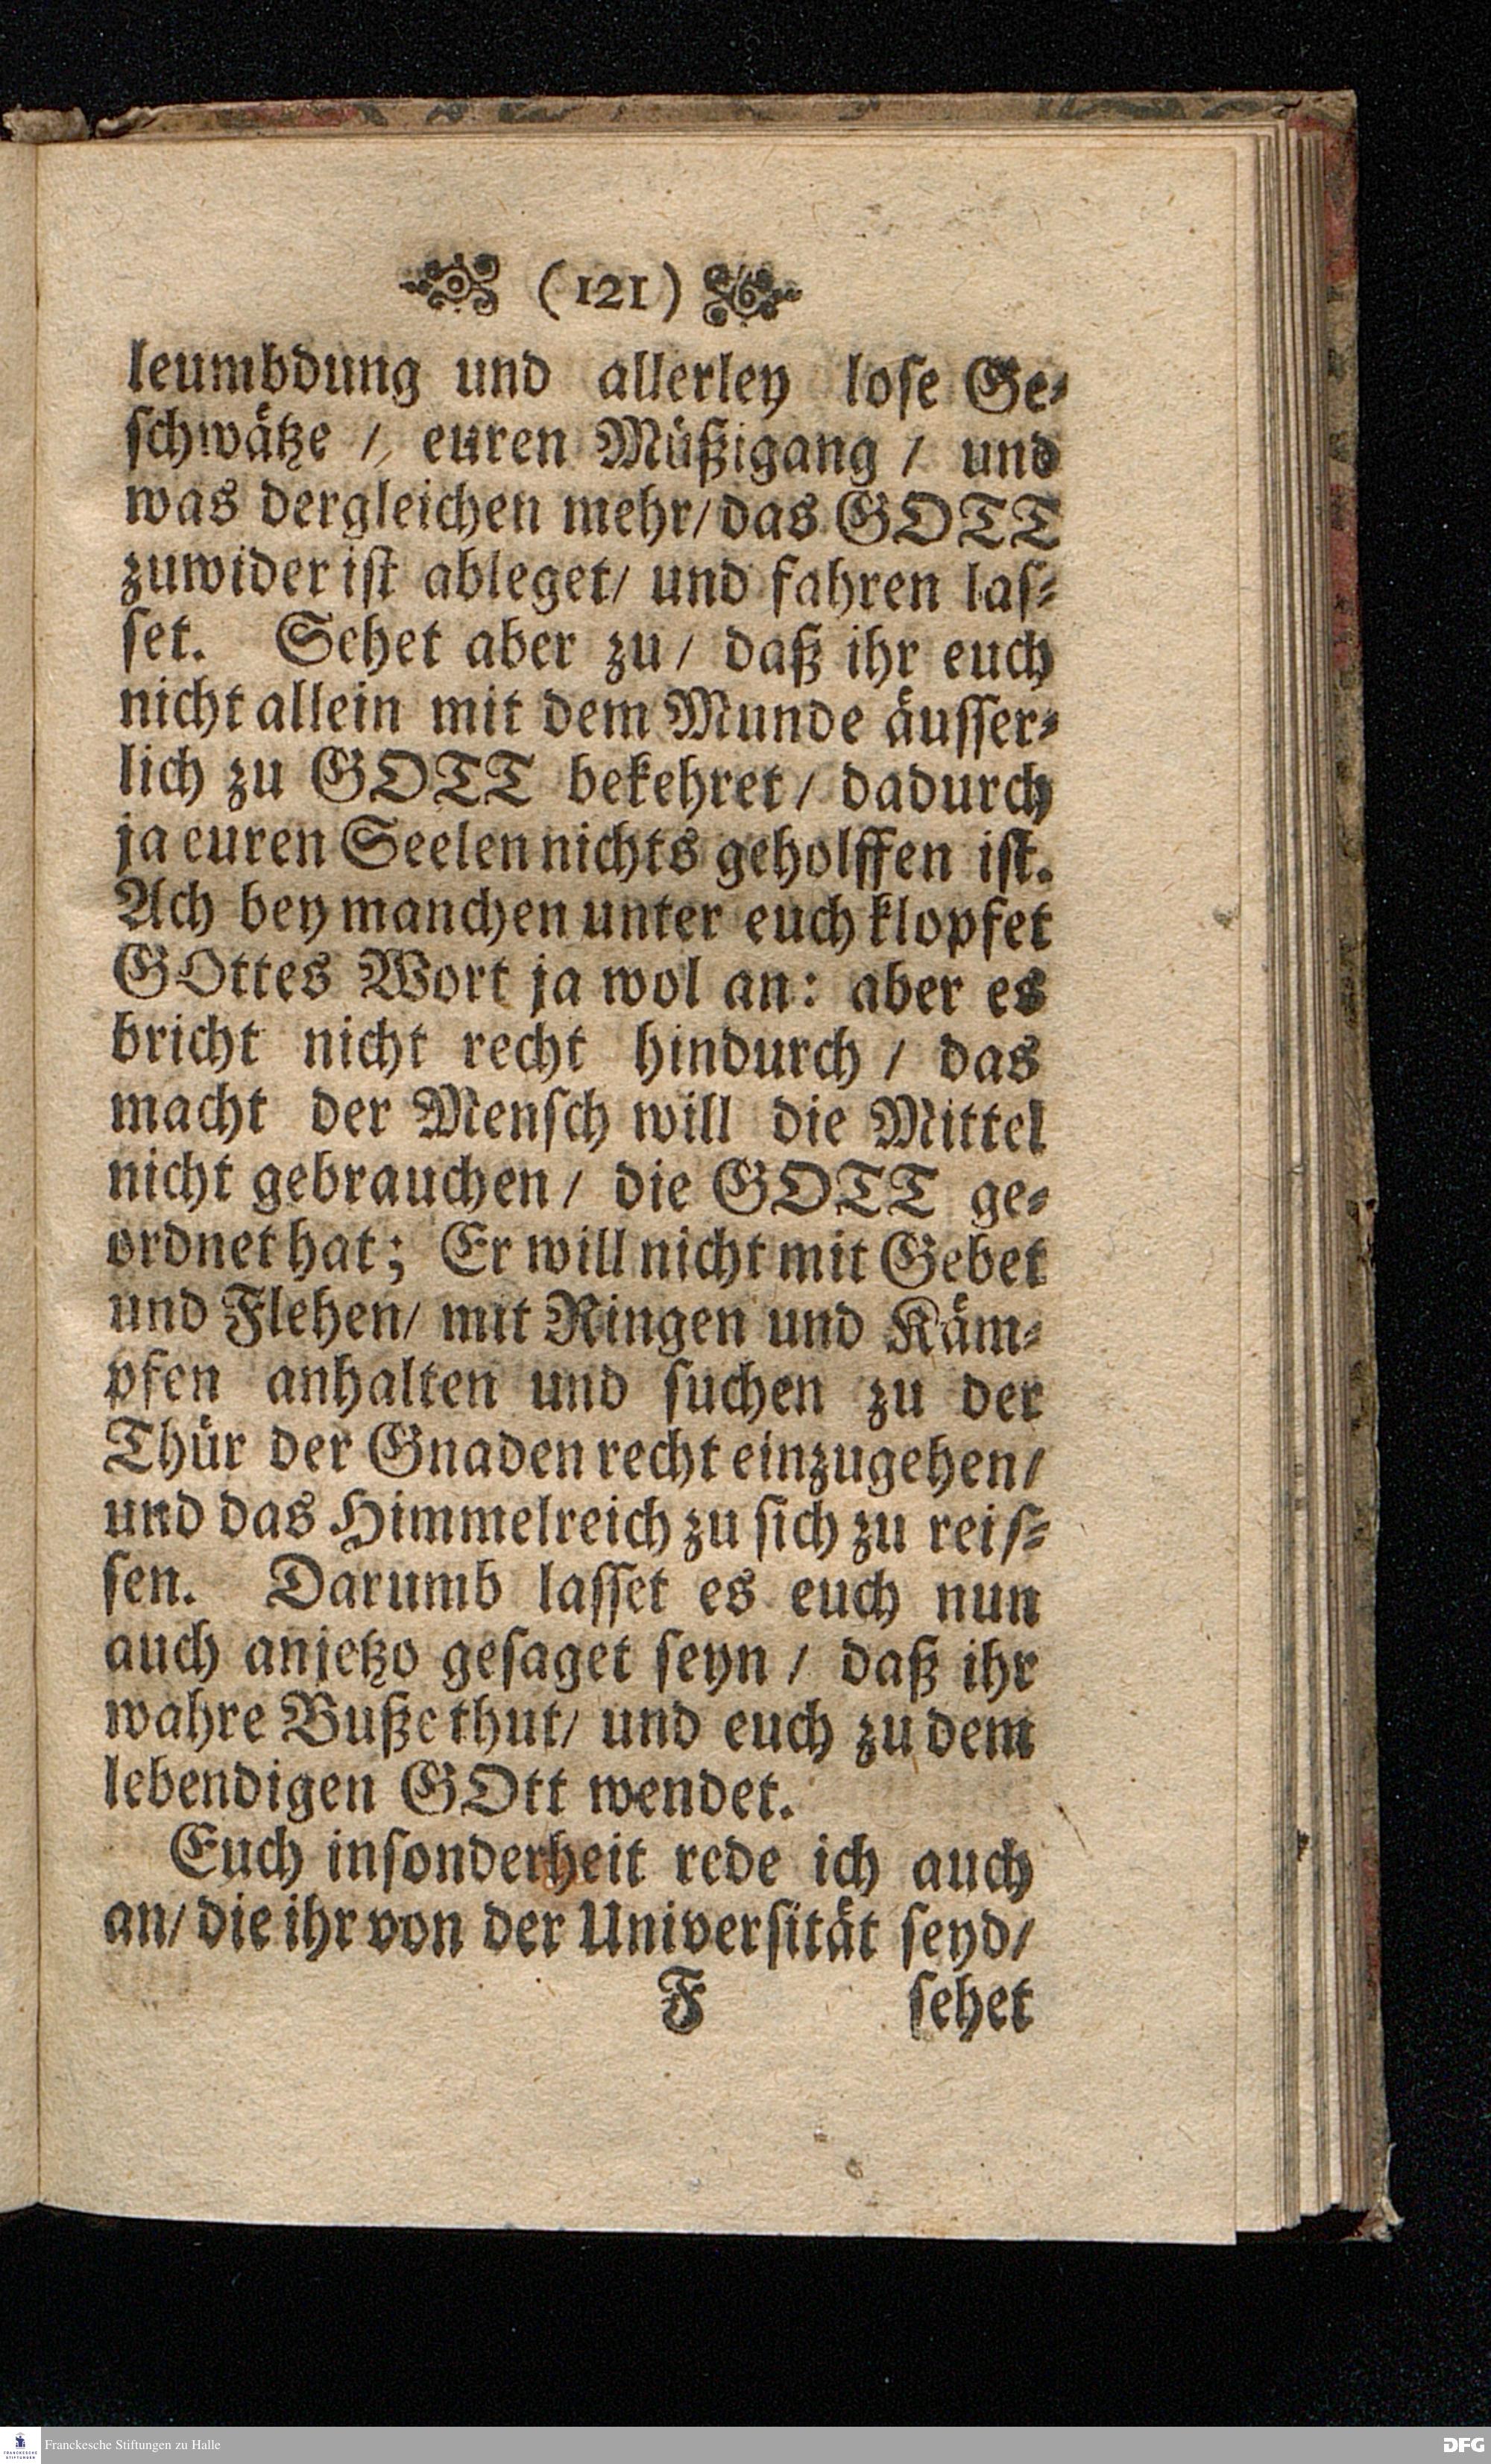 (121)
leumbdung und allerley lose Ge-
schwätze /, euren Müßigang / und
was dergleichen mehr/ das GOTT
zuwider ist ableget/ und fahren las-
set. Sehet aber zu/ daß ihr euch
nicht allein mit dem Munde äusser-
lich zu GOTT bekehret/ dadurch
ja euren Seelen nichts geholffen ist.
Ach bey manchen unter euch klopfet
GOttes Wort ja wol an: aber es
bricht nicht recht hindurch / das
macht der Mensch will die Mittel
nicht gebrauchen/ die GOTT ge-
ordnet hat; Er will nicht mit Gebet
und Flehen/ mit Ringen und Käm-
pfen anhalten und suchen zu der
Thür der Gnaden recht einzugehen/
und das Himmelreich zu sich zu reis-
sen. Darumb lasset es euch nun
auch anjetzo gesaget seyn / daß ihr
wahre Buße thut/ und euch zu dem
lebendigen GOtt wendet.
Euch insonderheit rede ich auch
an/ die ihr von der Universität seyd/
F sehet
FRANCKESCHE STIFTUNGEN Franckesche Stiftungen zu Halle DFG